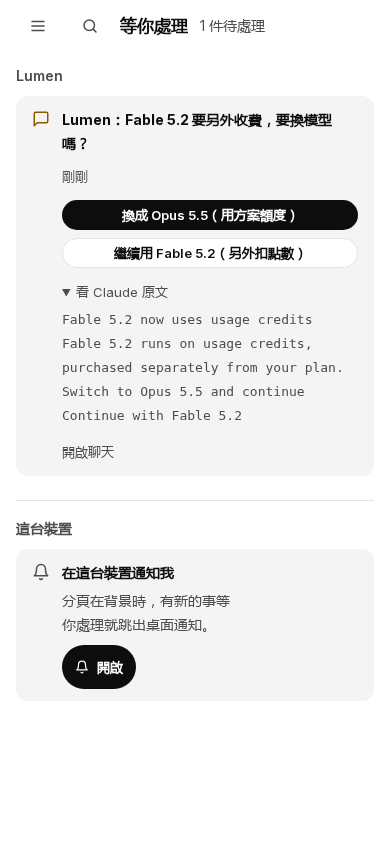 等你處理 1 件待處理
Lumen
Lumen：Fable 5.2 要另外收費，要換模型
嗎？
剛剛
換成 Opus 5.5（用方案額度）
繼續用 Fable 5.2（另外扣點數）
▼ 看 Claude 原文
Fable 5.2 now uses usage credits
Fable 5.2 runs on usage credits,
purchased separately from your plan.
Switch to Opus 5.5 and continue
Continue with Fable 5.2
開啟聊天
這台裝置
在這台裝置通知我
分頁在背景時，有新的事等
你處理就跳出桌面通知。
開啟